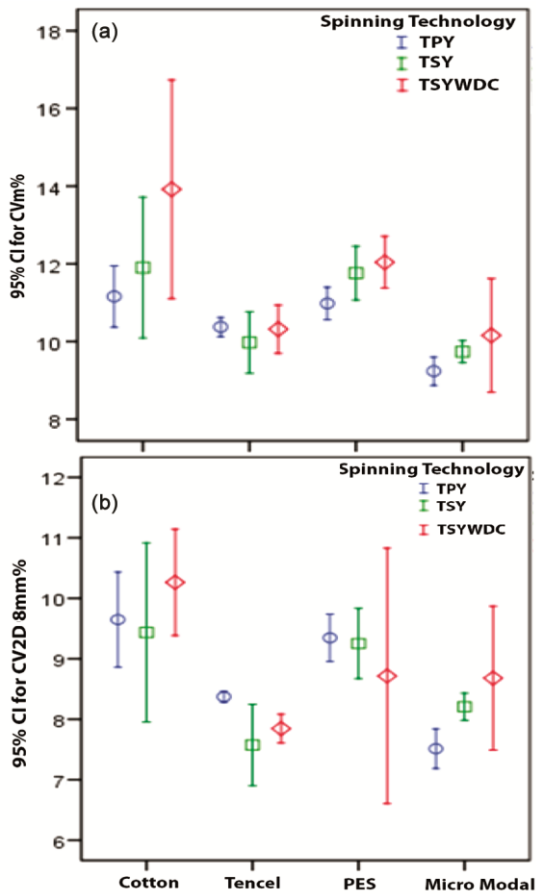 (a)
Spinning Technology
TPY
TSY
TSYWDC
95% CI for CVm%
18
16
14
12
10
8
(b)
Spinning Technology
TPY
TSY
TSYWDC
95% CI for CV2D 8mm%
12
11
10
9
8
7
6
Cotton Tencel PES Micro Modal